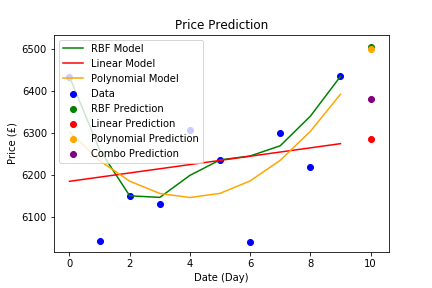 Price Prediction
6500
6400
6300
6200
6100
Price (£)
RBF Model
Linear Model
Polynomial Model
Data
RBF Prediction
Linear Prediction
Polynomial Prediction
Combo Prediction
0
2
4
6
8
10
Date (Day)